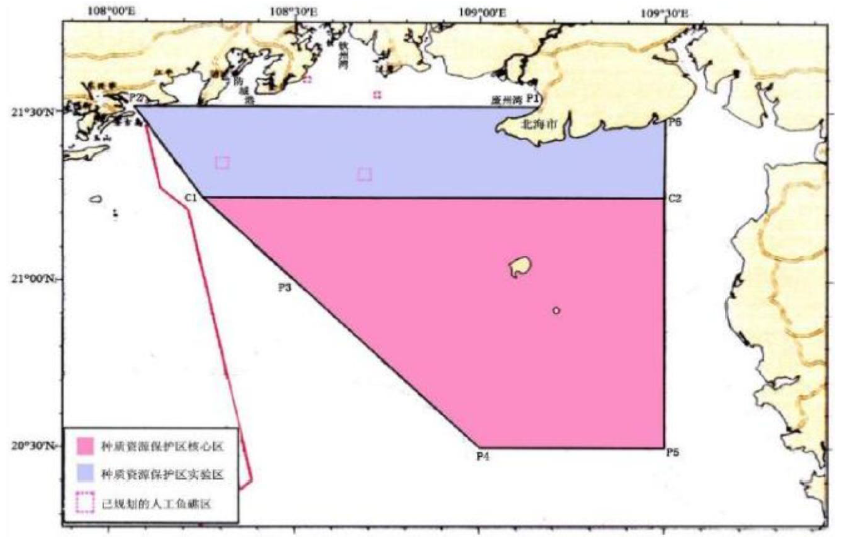 108°00'E 108°30'E 109°00'E 109°30'E
钦州湾
防城港
P2
廉州湾 P1
21°30'N
北海市
P6
C1
C2
21°00'N
P3
20°30'N
P4
P5
种质资源保护区核心区
种质资源保护区实验区
已规划的人工鱼礁区